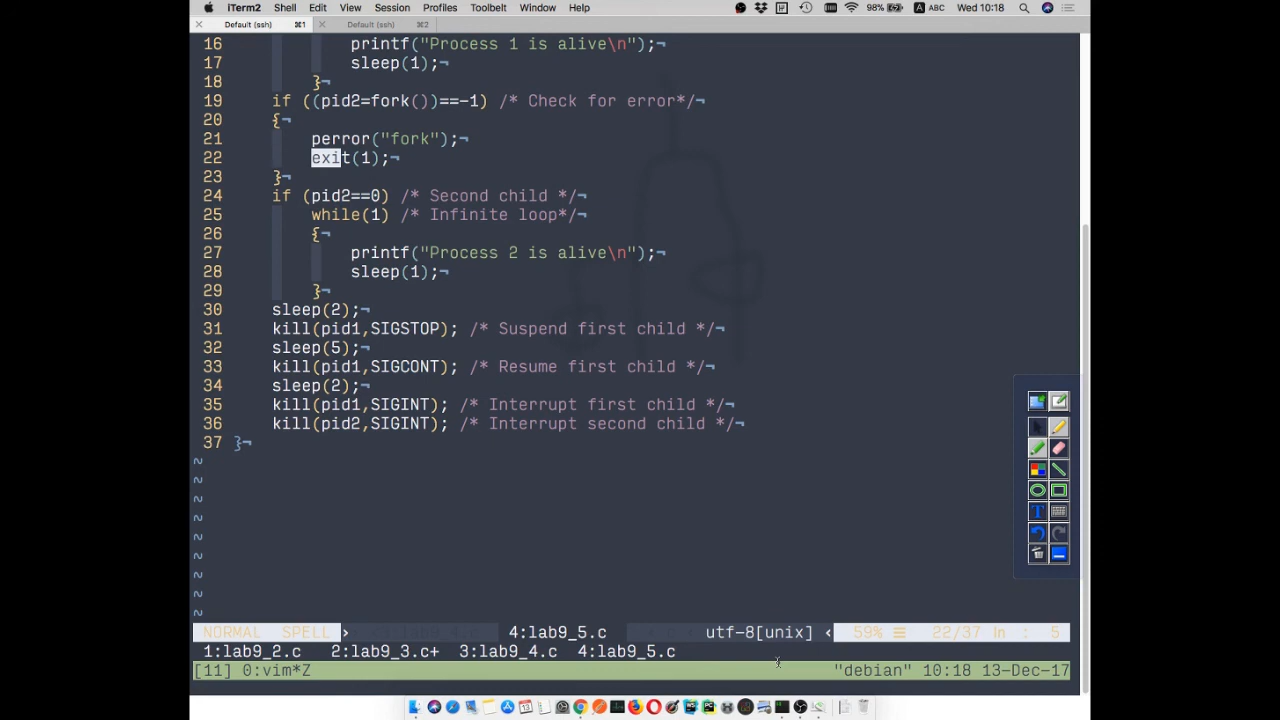 iTerm2 Shell Edit View Session Profiles Toolbelt Window Help 98% ABC Wed 10:18
Default (ssh) ⌘1 Default (ssh) ⌘2
16 printf("Process 1 is alive\n");¬
17 sleep(1);¬
18 }¬
19 if ((pid2=fork())==-1) /* Check for error*/¬
20 {¬
21 perror("fork");¬
22 exit(1);¬
23 }¬
24 if (pid2==0) /* Second child */¬
25 while(1) /* Infinite loop*/¬
26 {¬
27 printf("Process 2 is alive\n");¬
28 sleep(1);¬
29 }¬
30 sleep(2);¬
31 kill(pid1,SIGSTOP); /* Suspend first child */¬
32 sleep(5);¬
33 kill(pid1,SIGCONT); /* Resume first child */¬
34 sleep(2);¬
35 kill(pid1,SIGINT); /* Interrupt first child */¬
36 kill(pid2,SIGINT); /* Interrupt second child */¬
37 }¬
~
~
~
~
~
~
~
~
~
NORMAL SPELL 4:lab9_5.c utf-8[unix] 59% ☰ 22/37 ln : 5
1:lab9_2.c 2:lab9_3.c+ 3:lab9_4.c 4:lab9_5.c
[11] 0:vim*Z "debian" 10:18 13-Dec-17